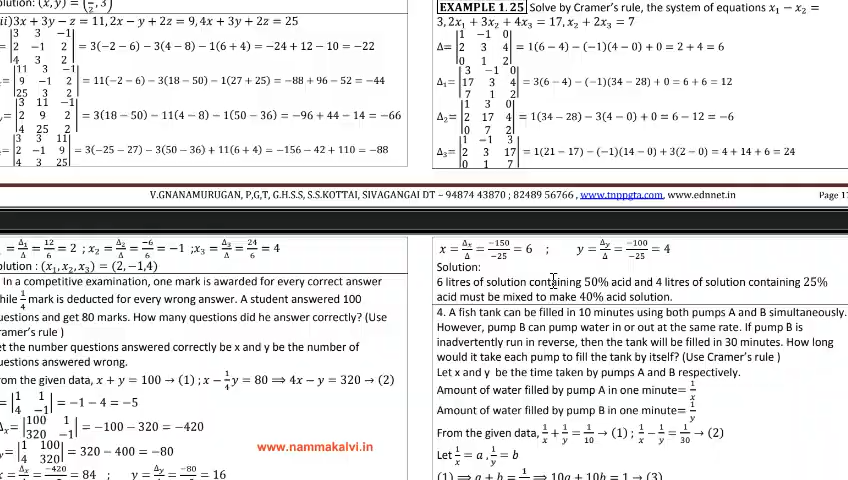 olution: (x, y) = (7/2, 3)
ii)3x + 3y − z = 11, 2x − y + 2z = 9, 4x + 3y + 2z = 25
= |3 3 −1; 2 −1 2; 4 3 2| = 3(−2 − 6) − 3(4 − 8) − 1(6 + 4) = −24 + 12 − 10 = −22
= |11 3 −1; 9 −1 2; 25 3 2| = 11(−2 − 6) − 3(18 − 50) − 1(27 + 25) = −88 + 96 − 52 = −44
= |3 11 −1; 2 9 2; 4 25 2| = 3(18 − 50) − 11(4 − 8) − 1(50 − 36) = −96 + 44 − 14 = −66
= |3 3 11; 2 −1 9; 4 3 25| = 3(−25 − 27) − 3(50 − 36) + 11(6 + 4) = −156 − 42 + 110 = −88
EXAMPLE 1.25 Solve by Cramer's rule, the system of equations x₁ − x₂ =
3, 2x₁ + 3x₂ + 4x₃ = 17, x₂ + 2x₃ = 7
Δ= |1 −1 0; 2 3 4; 0 1 2| = 1(6 − 4) − (−1)(4 − 0) + 0 = 2 + 4 = 6
Δ₁= |3 −1 0; 17 3 4; 7 1 2| = 3(6 − 4) − (−1)(34 − 28) + 0 = 6 + 6 = 12
Δ₂= |1 3 0; 2 17 4; 0 7 2| = 1(34 − 28) − 3(4 − 0) + 0 = 6 − 12 = −6
Δ₃= |1 −1 3; 2 3 17; 0 1 7| = 1(21 − 17) − (−1)(14 − 0) + 3(2 − 0) = 4 + 14 + 6 = 24
V.GNANAMURUGAN, P,G,T, G.H.S.S, S.S.KOTTAI, SIVAGANGAI DT – 94874 43870 ; 82489 56766 , www.tnppgta.com, www.ednnet.in Page 17
₁ = Δ₁/Δ = 12/6 = 2 ; x₂ = Δ₂/Δ = −6/6 = −1 ; x₃ = Δ₃/Δ = 24/6 = 4
olution : (x₁, x₂, x₃) = (2, −1,4)
In a competitive examination, one mark is awarded for every correct answer
hile 1/4 mark is deducted for every wrong answer. A student answered 100
uestions and get 80 marks. How many questions did he answer correctly? (Use
ramer's rule )
et the number questions answered correctly be x and y be the number of
uestions answered wrong.
rom the given data, x + y = 100 → (1) ; x − 1/4 y = 80 ⟹ 4x − y = 320 → (2)
= |1 1; 4 −1| = −1 − 4 = −5
x= |100 1; 320 −1| = −100 − 320 = −420
y= |1 100; 4 320| = 320 − 400 = −80
x = Δx/Δ = −420/−5 = 84 ; y = Δy/Δ = −80/−5 = 16
www.nammakalvi.in
x = Δx/Δ = −150/−25 = 6 ; y = Δy/Δ = −100/−25 = 4
Solution:
6 litres of solution containing 50% acid and 4 litres of solution containing 25%
acid must be mixed to make 40% acid solution.
4. A fish tank can be filled in 10 minutes using both pumps A and B simultaneously.
However, pump B can pump water in or out at the same rate. If pump B is
inadvertently run in reverse, then the tank will be filled in 30 minutes. How long
would it take each pump to fill the tank by itself? (Use Cramer's rule )
Let x and y be the time taken by pumps A and B respectively.
Amount of water filled by pump A in one minute= 1/x
Amount of water filled by pump B in one minute= 1/y
From the given data, 1/x + 1/y = 1/10 → (1) ; 1/x − 1/y = 1/30 → (2)
Let 1/x = a , 1/y = b
(1) ⟹ a + b = 1/ ⟹ 10a + 10b = 1 → (3)